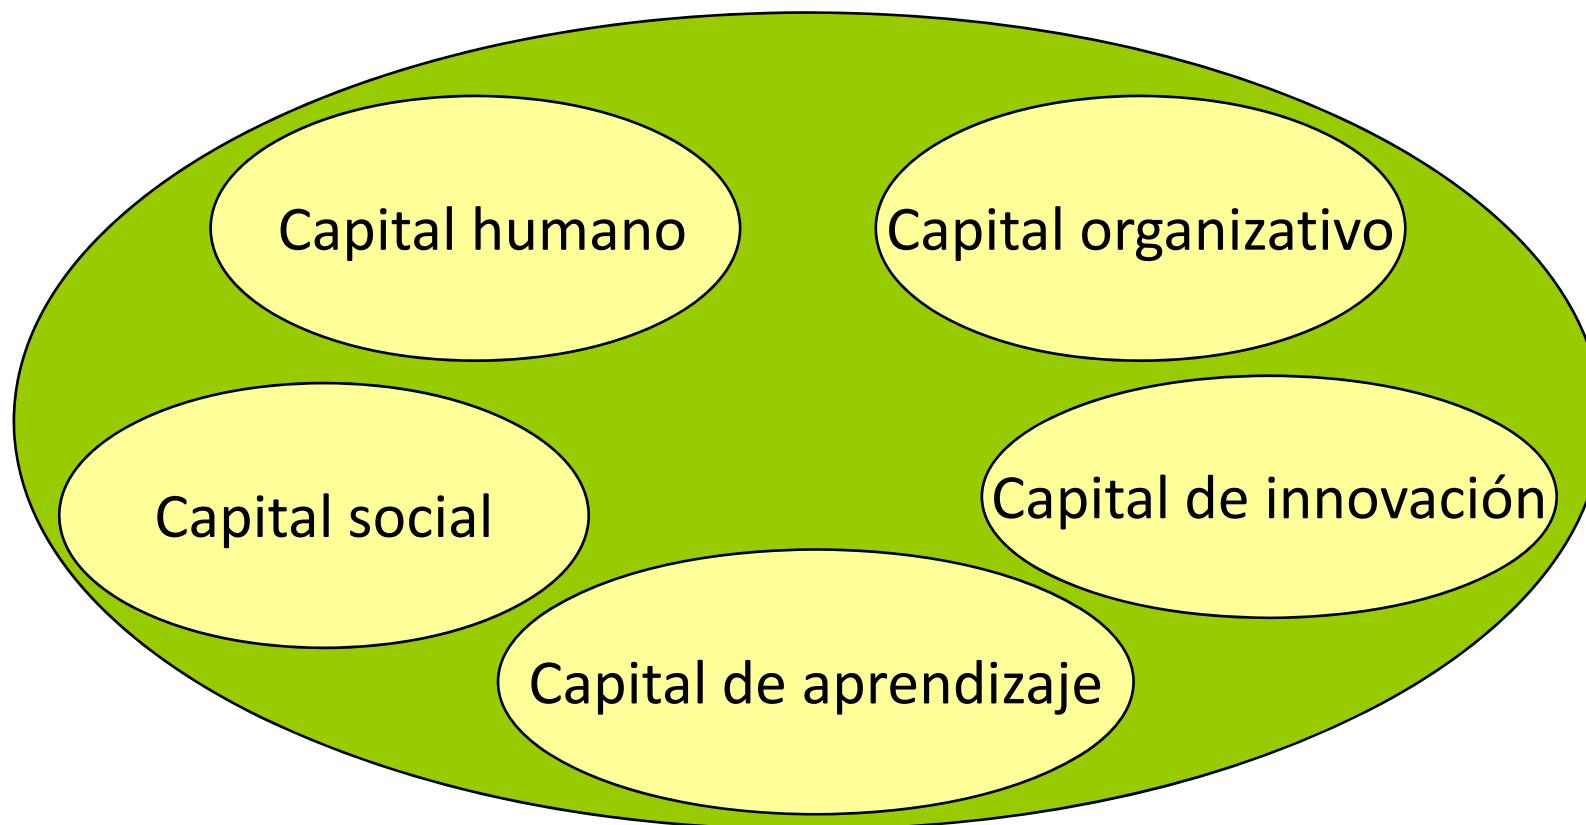 Capital humano
Capital organizativo
Capital social
Capital de innovación
Capital de aprendizaje